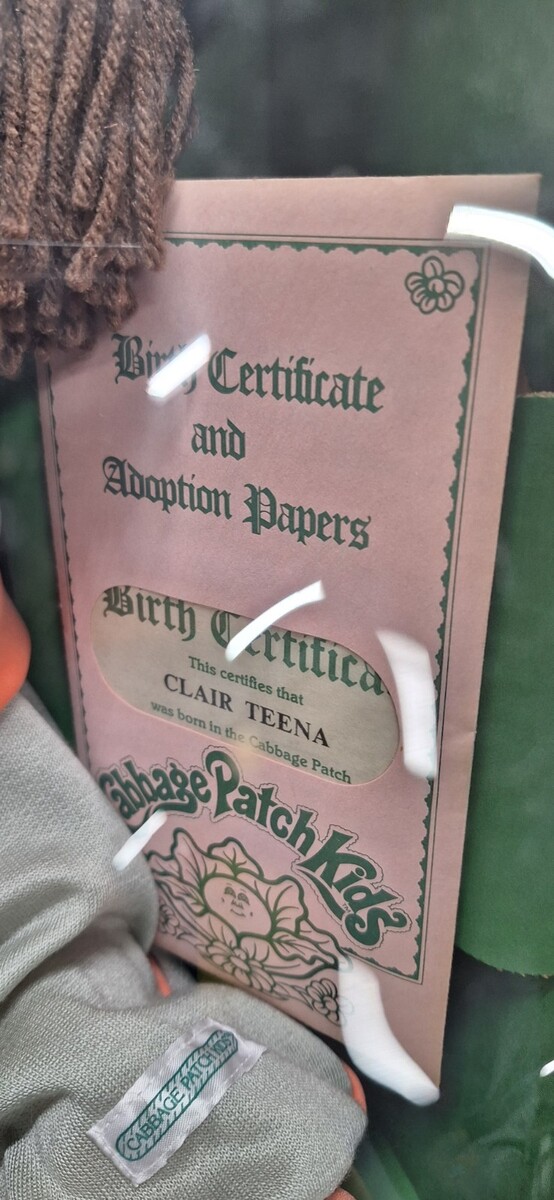 Birth Certificate
and
Adoption Papers
Birth Certifica
This certifies that
CLAIR TEENA
was born in the Cabbage Patch
Cabbage Patch Kids
CABBAGE PATCH KIDS